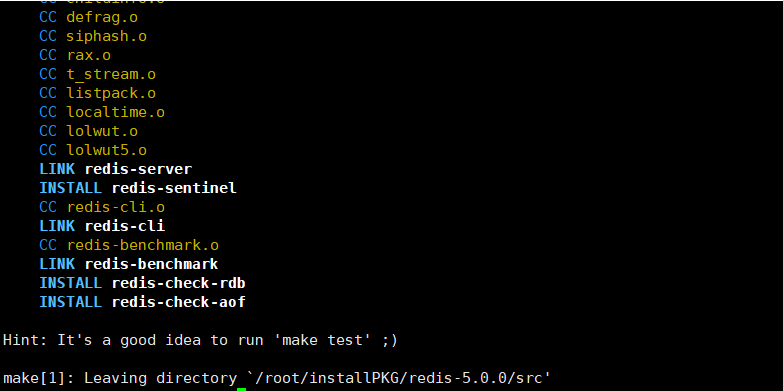 CC defrag.o
CC siphash.o
CC rax.o
CC t_stream.o
CC listpack.o
CC localtime.o
CC lolwut.o
CC lolwut5.o
LINK redis-server
INSTALL redis-sentinel
CC redis-cli.o
LINK redis-cli
CC redis-benchmark.o
LINK redis-benchmark
INSTALL redis-check-rdb
INSTALL redis-check-aof
Hint: It's a good idea to run 'make test' ;)
make[1]: Leaving directory `/root/installPKG/redis-5.0.0/src'